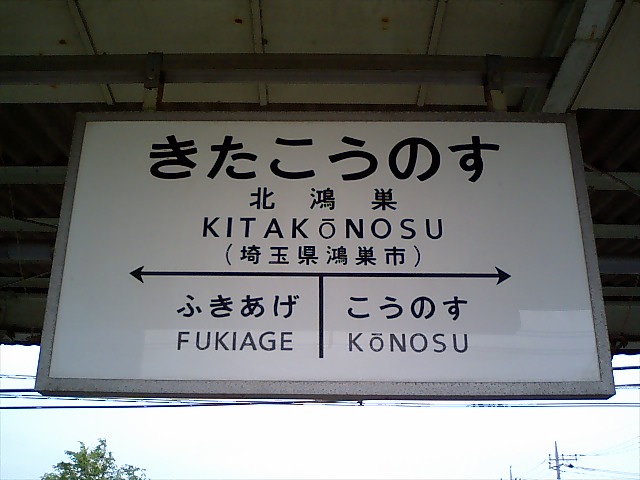 きたこうのす
北鴻巣
KITAKŌNOSU
(埼玉県鴻巣市)
ふきあげ こうのす
FUKIAGE KŌNOSU